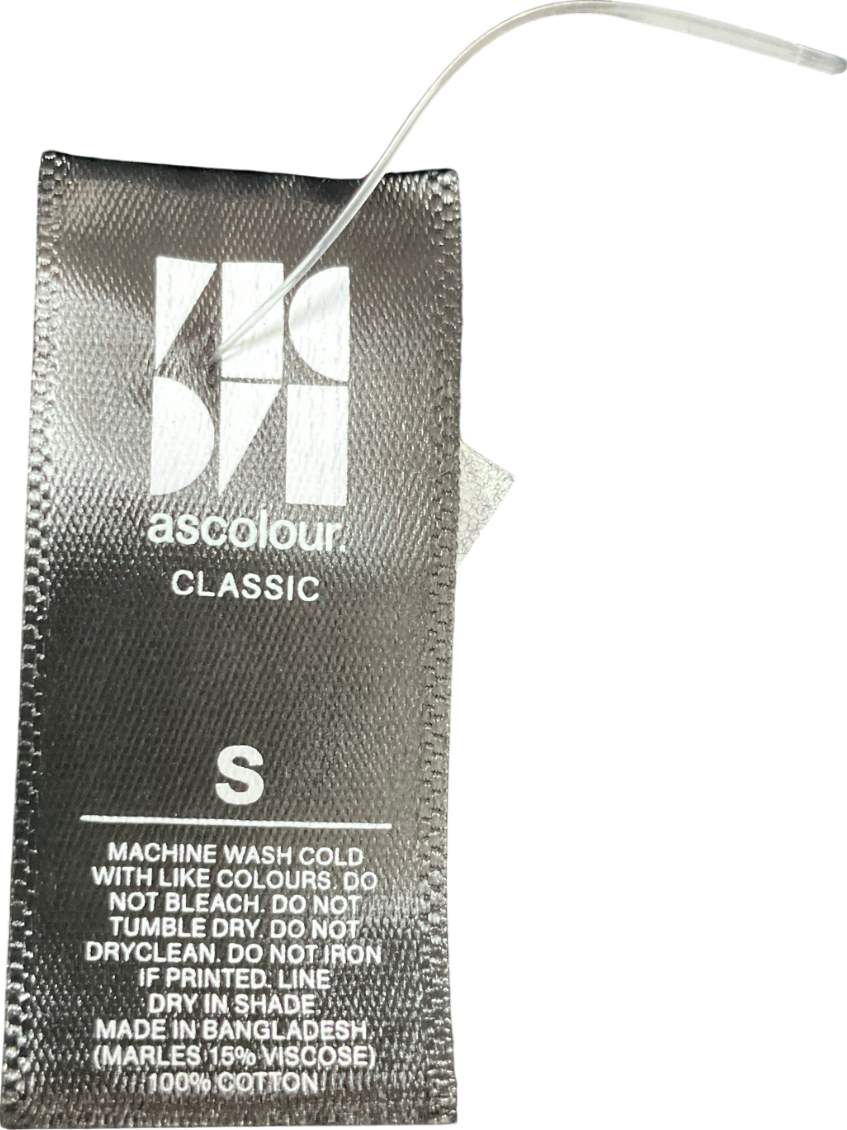 ascolour.
CLASSIC
S
MACHINE WASH COLD
WITH LIKE COLOURS. DO
NOT BLEACH. DO NOT
TUMBLE DRY. DO NOT
DRYCLEAN. DO NOT IRON
IF PRINTED. LINE
DRY IN SHADE
MADE IN BANGLADESH
(MARLES 15% VISCOSE)
100% COTTON